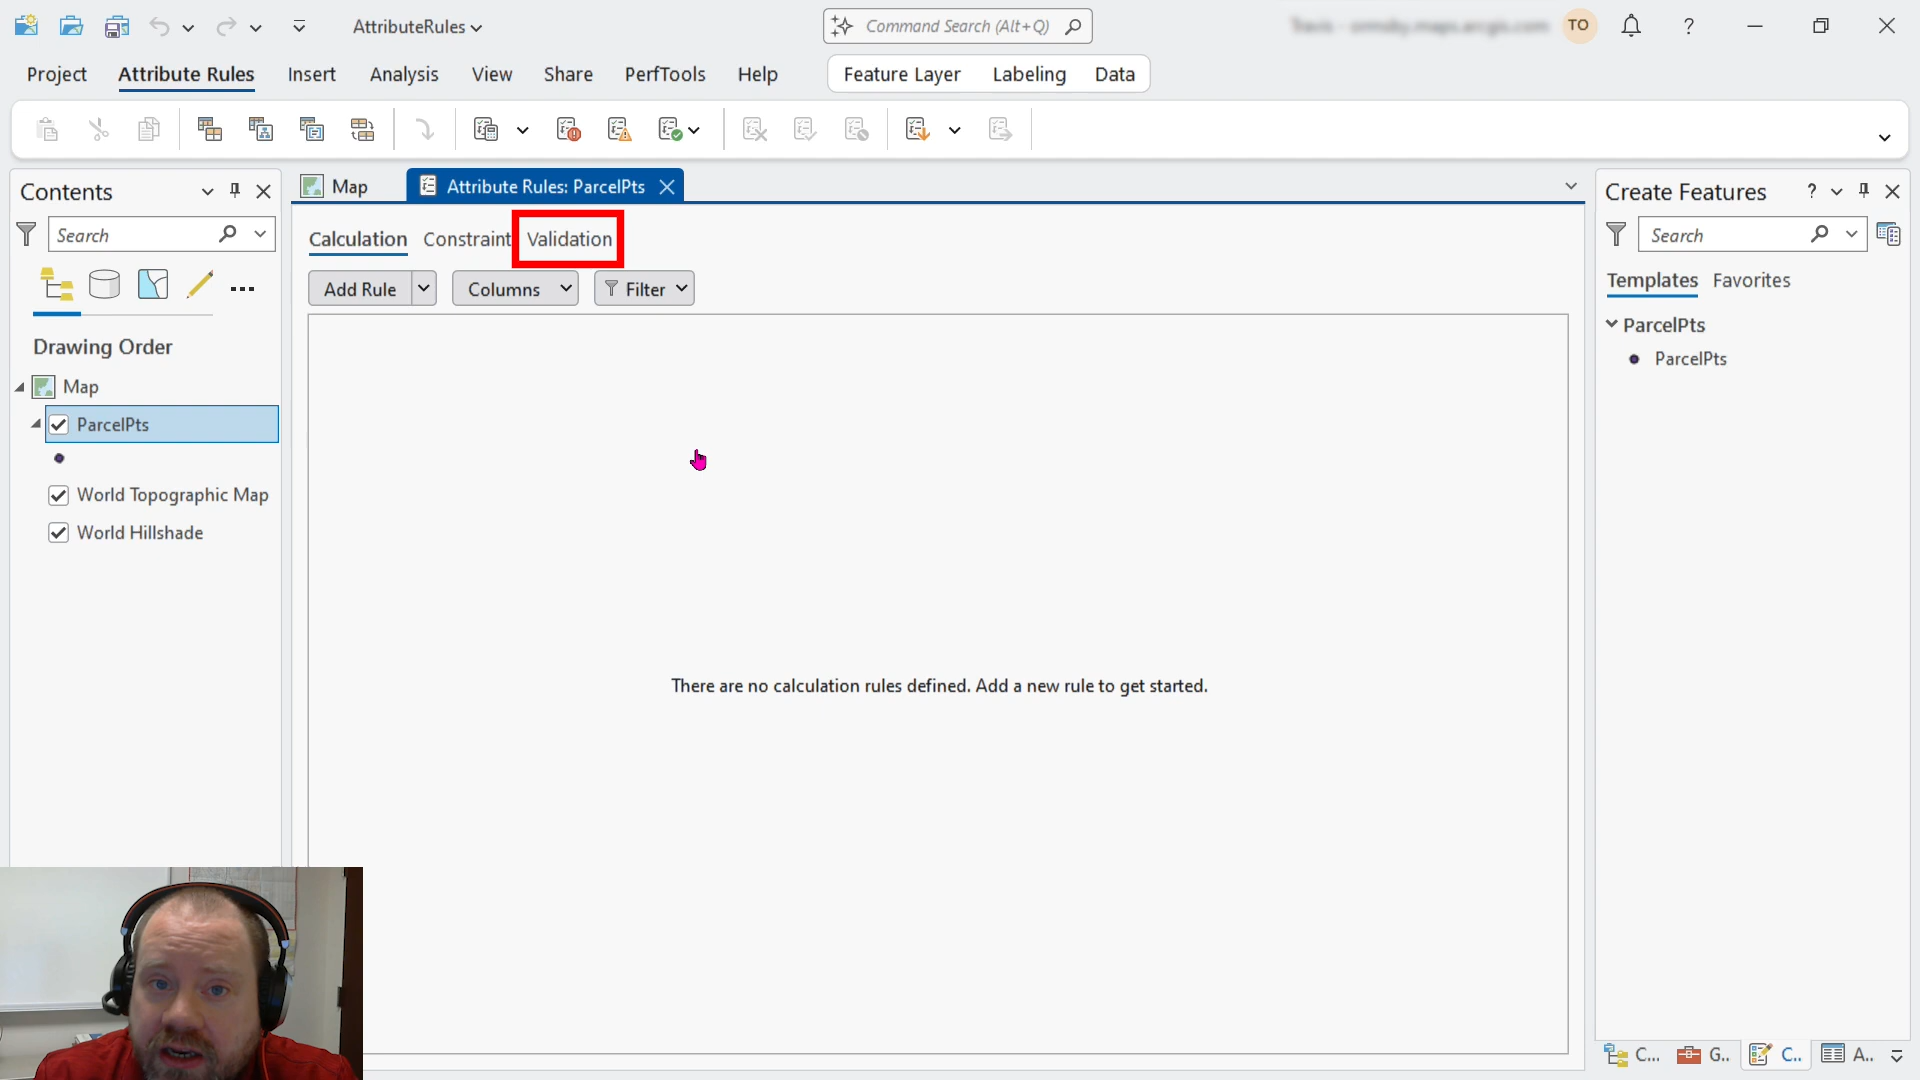 AttributeRules
Command Search (Alt+Q)
TO
?
Project
Attribute Rules
Insert
Analysis
View
Share
PerfTools
Help
Feature Layer
Labeling
Data
Contents
Search
Drawing Order
Map
ParcelPts
World Topographic Map
World Hillshade
Map
Attribute Rules: ParcelPts
Calculation
Constraint
Validation
Add Rule
Columns
Filter
There are no calculation rules defined. Add a new rule to get started.
Create Features
?
Search
Templates
Favorites
ParcelPts
ParcelPts
C...
G..
C..
A..